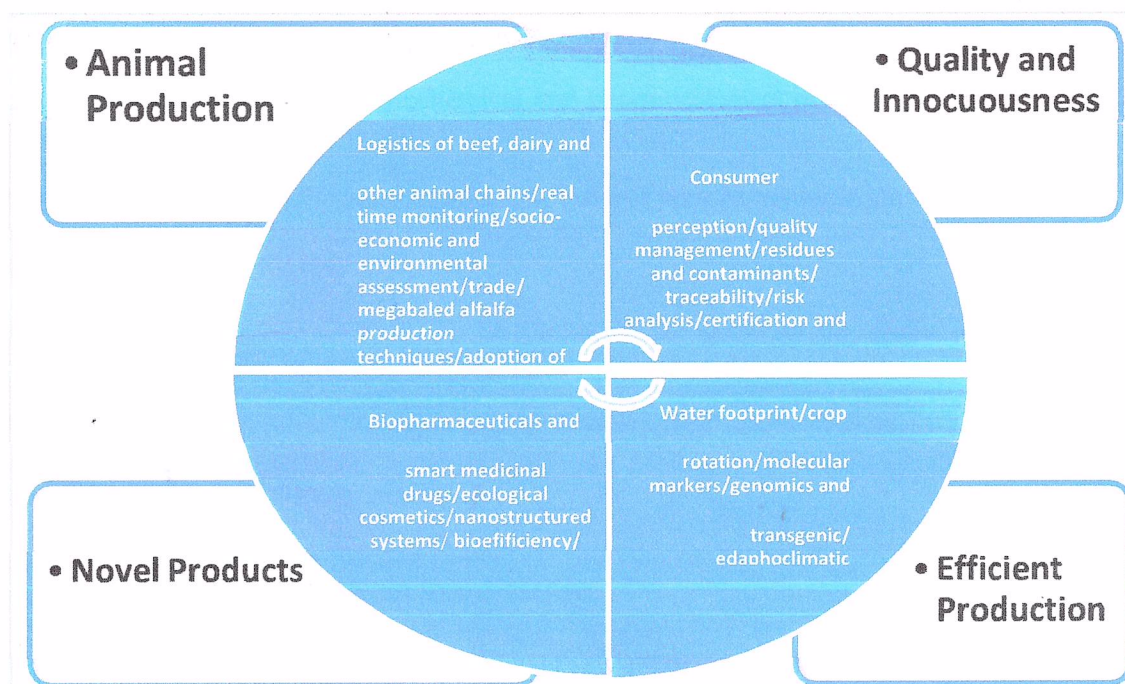 • Animal
Production
Logistics of beef, dairy and
other animal chains/real
time monitoring/socio-
economic and
environmental
assessment/trade/
megabaled alfalfa
production
techniques/adoption of
• Quality and
Innocuousness
Consumer
perception/quality
management/residues
and contaminants/
traceability/risk
analysis/certification and
• Novel Products
Biopharmaceuticals and
smart medicinal
drugs/ecological
cosmetics/nanostructured
systems/ bioefifficiency/
• Efficient
Production
Water footprint/crop
rotation/molecular
markers/genomics and
transgenic/
edaphoclimatic